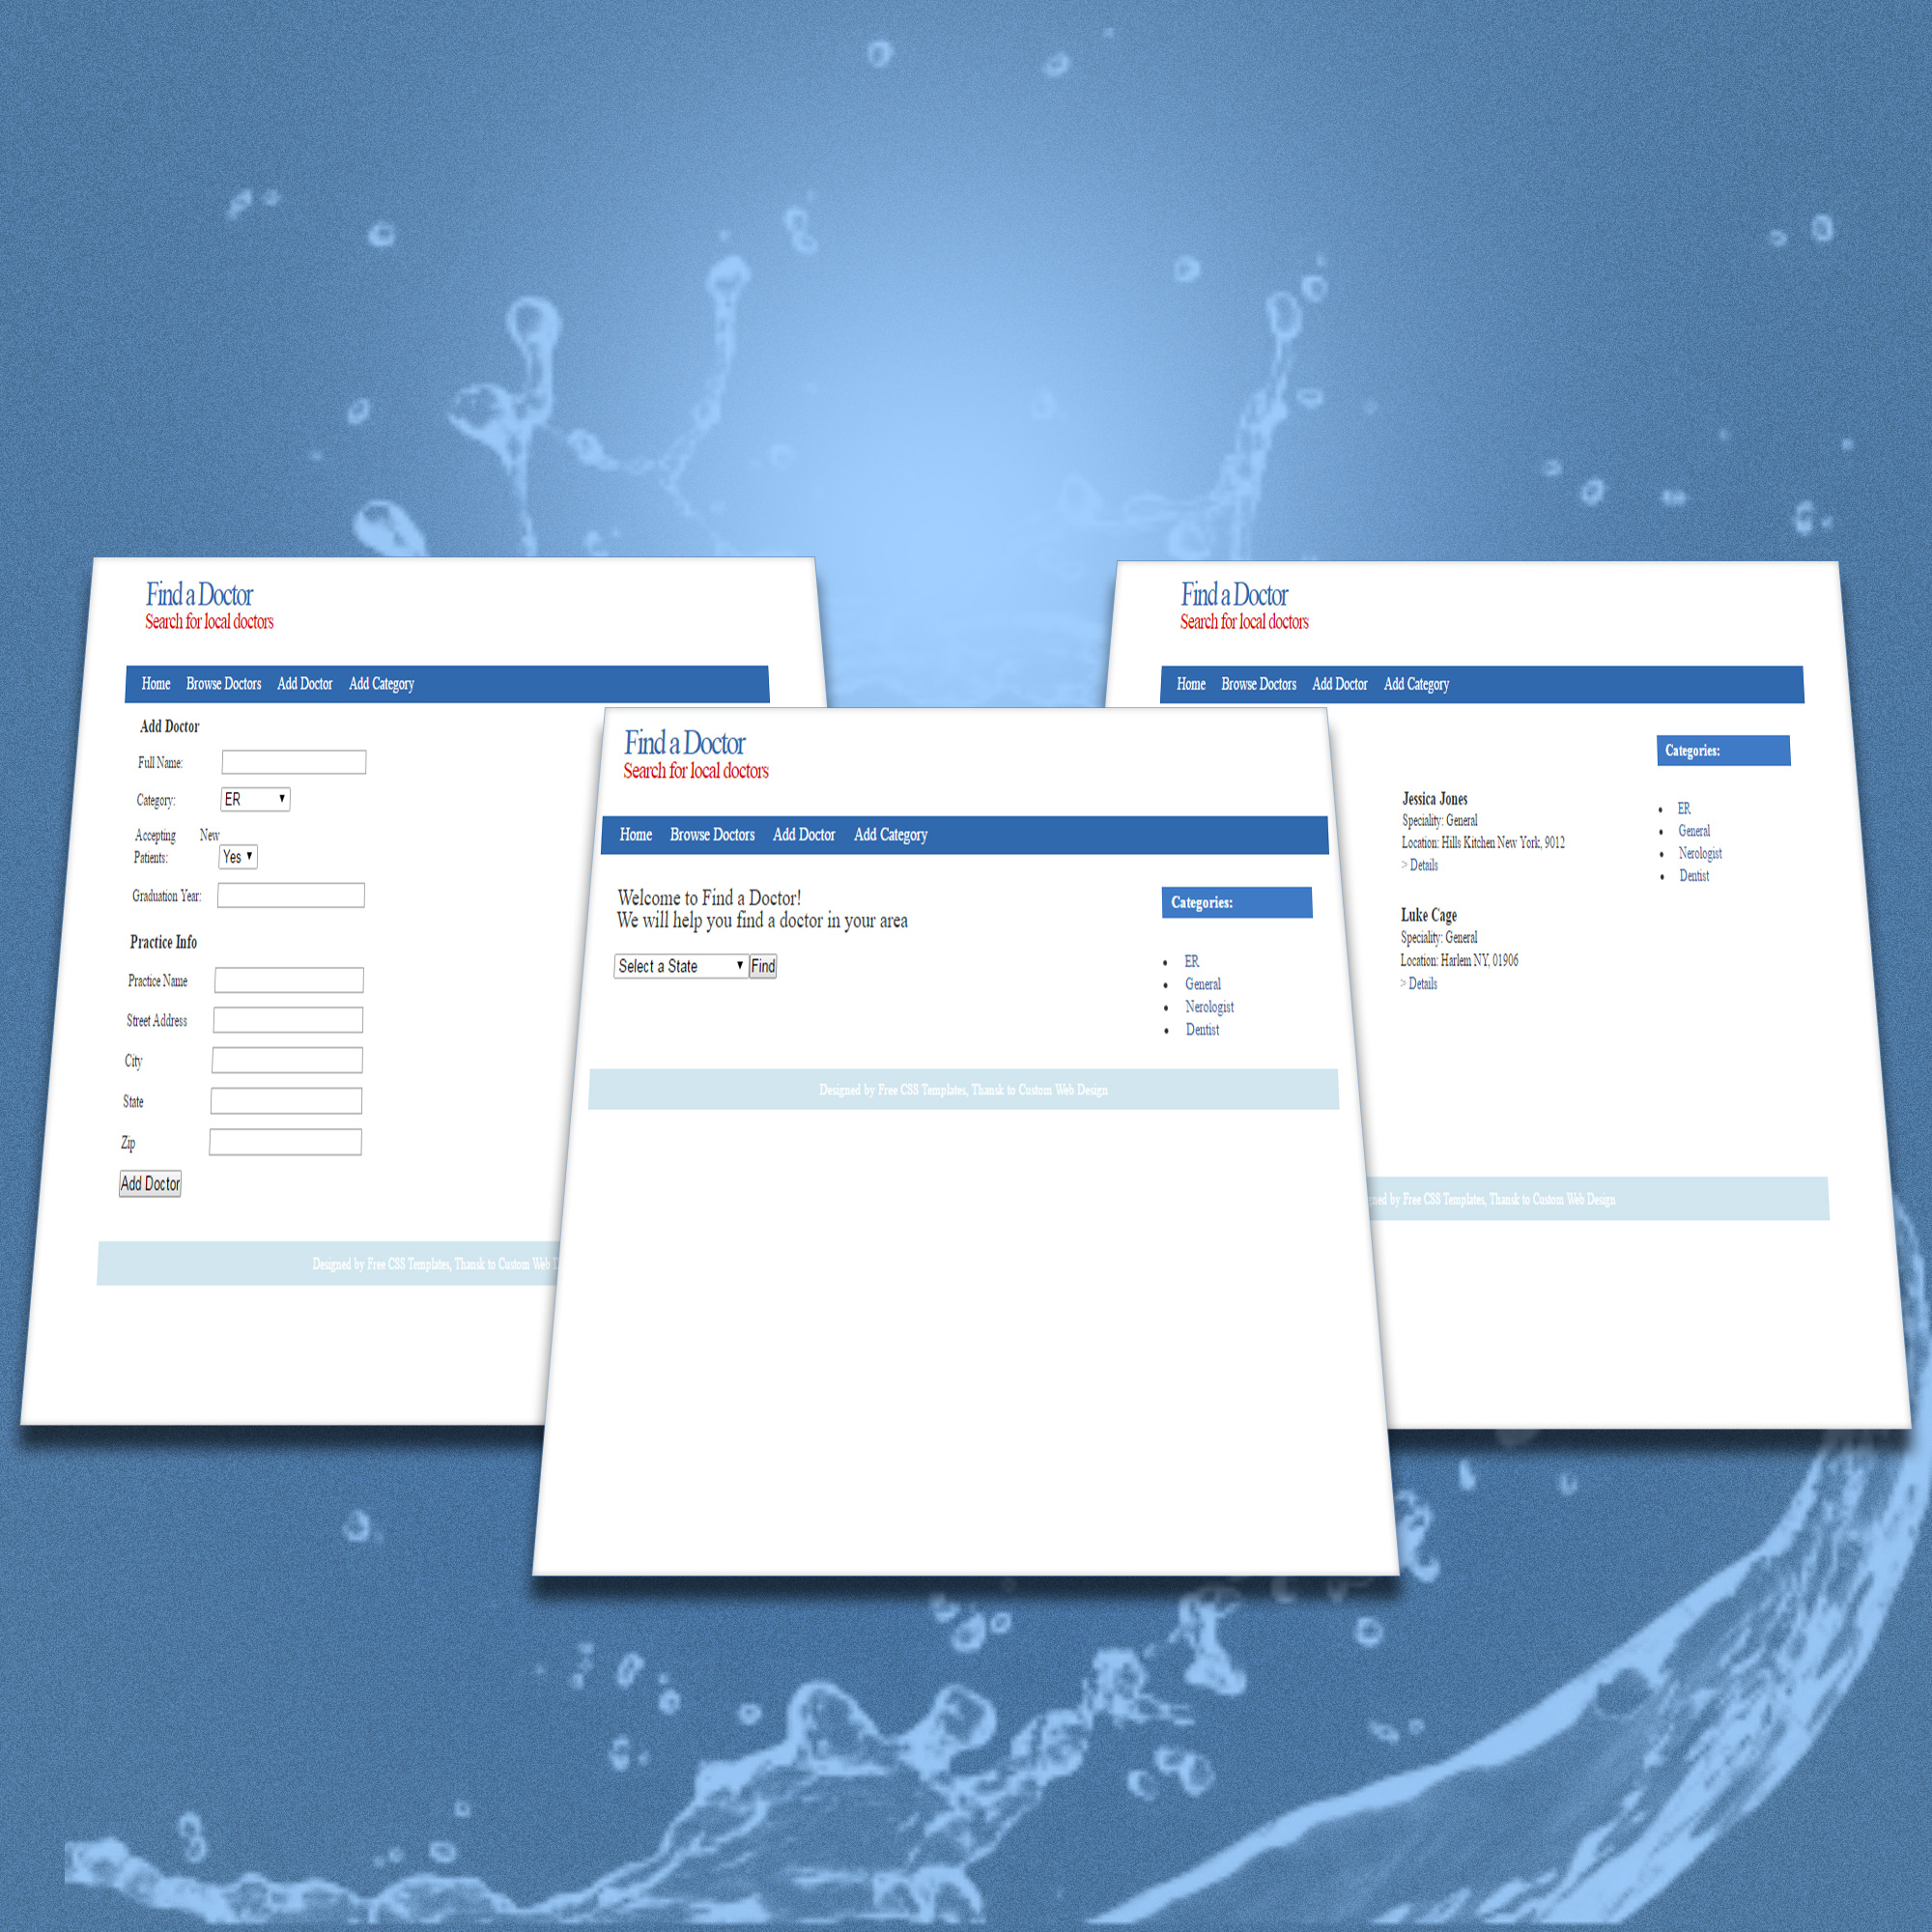 Find a Doctor
Search for local doctors
Home Browse Doctors Add Doctor Add Category
Add Doctor
Full Name:
Category: ER
Accepting New
Patients: Yes
Graduation Year:
Practice Info
Practice Name
Street Address
City
State
Zip
Add Doctor
Designed by Free CSS Templates, Thansk to Custom Web
Find a Doctor
Search for local doctors
Home Browse Doctors Add Doctor Add Category
Welcome to Find a Doctor!
We will help you find a doctor in your area
Select a State Find
Categories:
ER
General
Nerologist
Dentist
Designed by Free CSS Templates, Thansk to Custom Web Design
Find a Doctor
Search for local doctors
Home Browse Doctors Add Doctor Add Category
Jessica Jones
Speciality: General
Location: Hills Kitchen New York, 9012
> Details
Luke Cage
Speciality: General
Location: Harlem NY, 01906
> Details
Categories:
ER
General
Nerologist
Dentist
by Free CSS Templates, Thansk to Custom Web Design